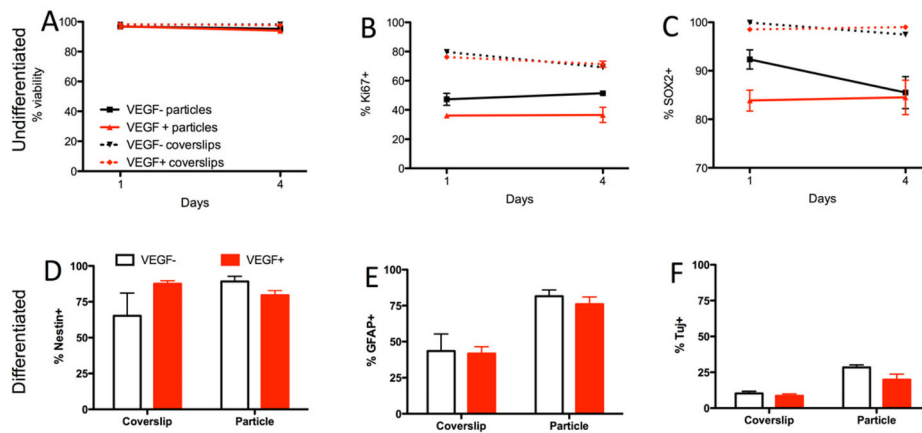 Undifferentiated
A
% viability
100
80
60
40
20
0
VEGF- particles
VEGF + particles
VEGF- coverslips
VEGF+ coverslips
1
4
Days
B
% Ki67+
100
80
60
40
20
0
1
4
Days
C
% SOX2+
100
90
80
70
1
4
Days
Differentiated
D
VEGF-
VEGF+
% Nestin+
100
75
50
25
0
Coverslip
Particle
E
% GFAP+
100
75
50
25
0
Coverslip
Particle
F
% Tuj+
100
75
50
25
0
Coverslip
Particle